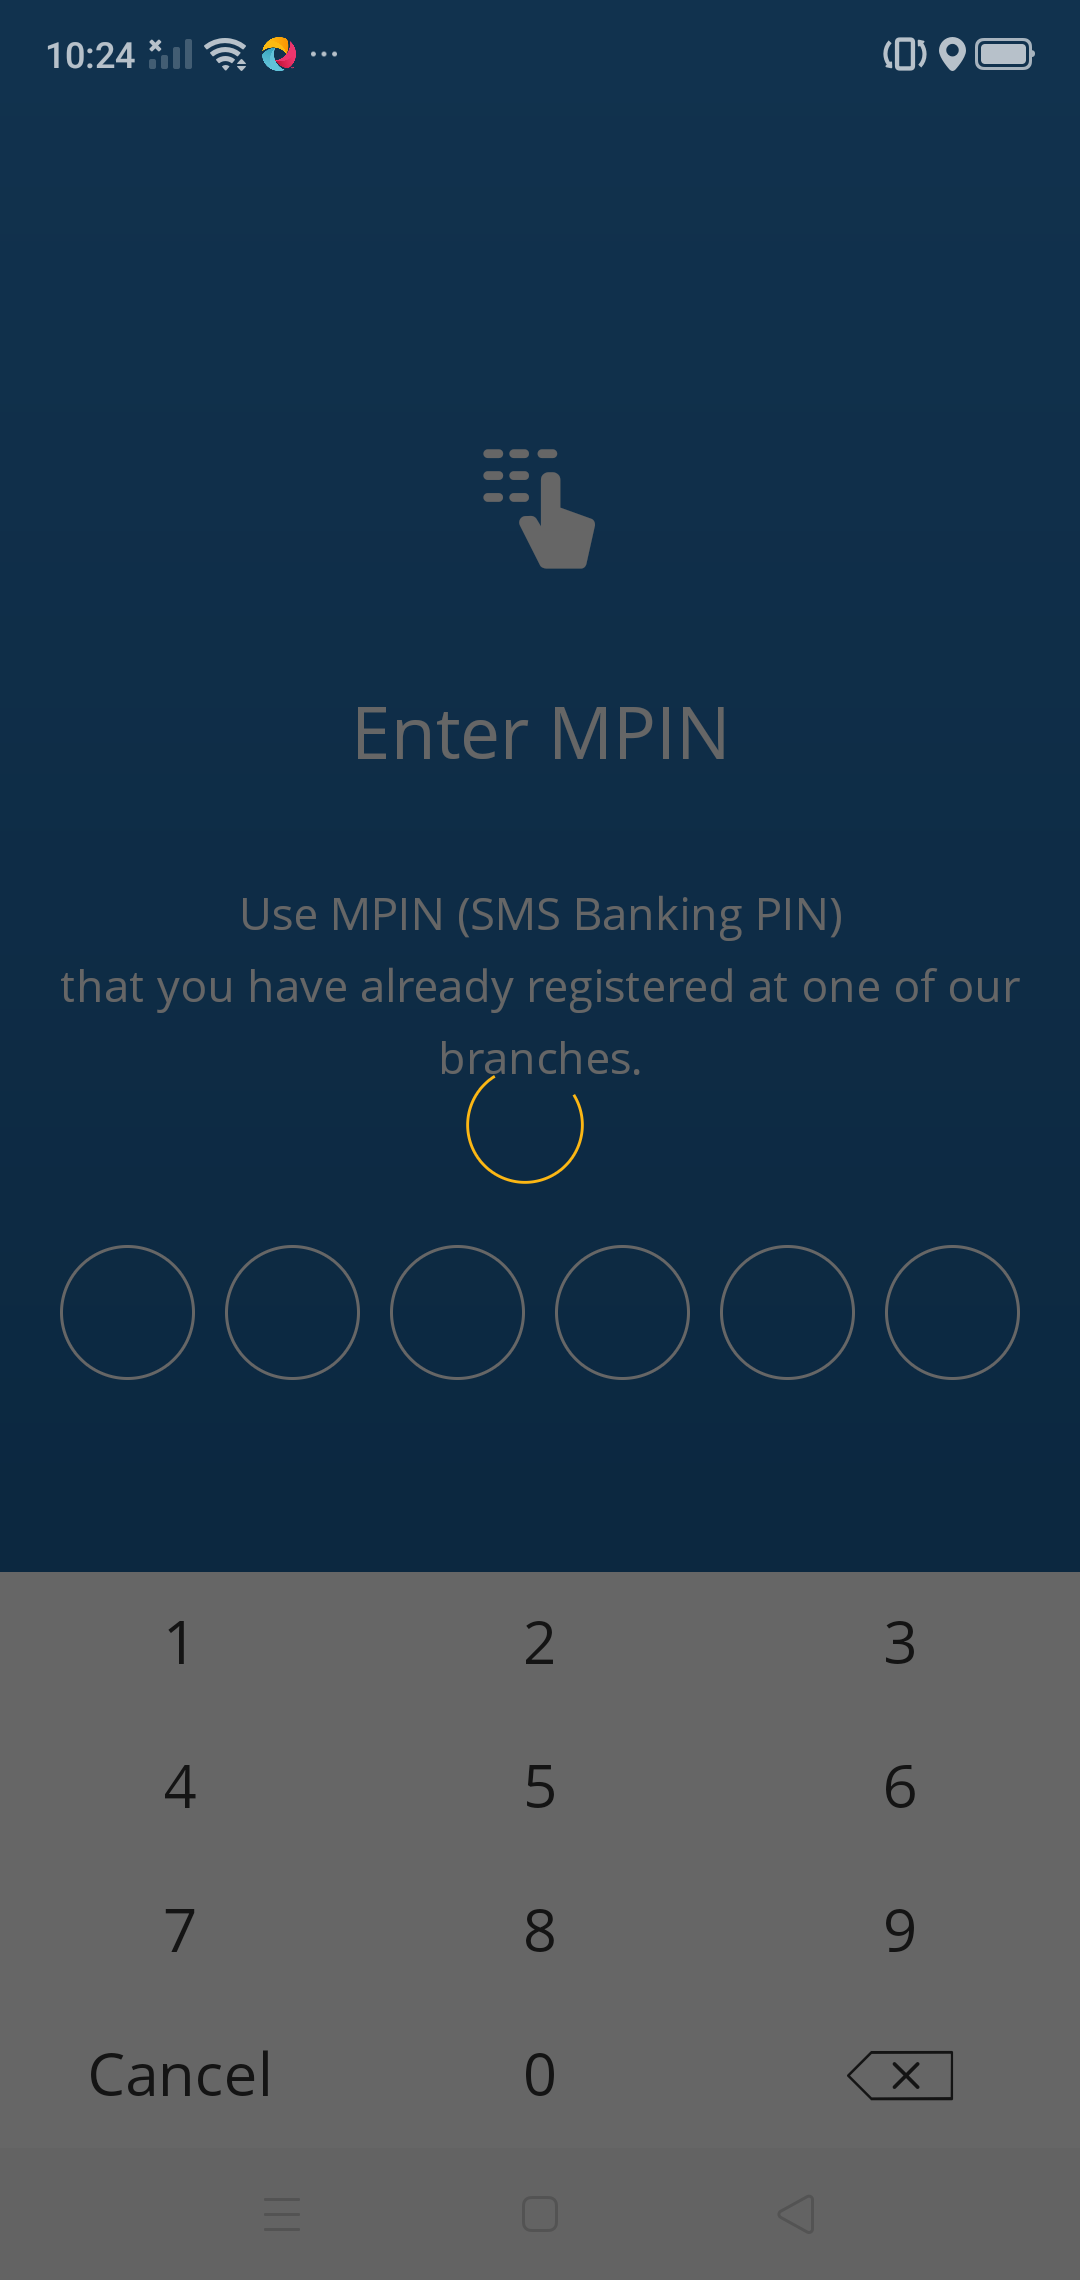 10:24
Enter MPIN
Use MPIN (SMS Banking PIN)
that you have already registered at one of our
branches.
1 2 3
4 5 6
7 8 9
Cancel 0